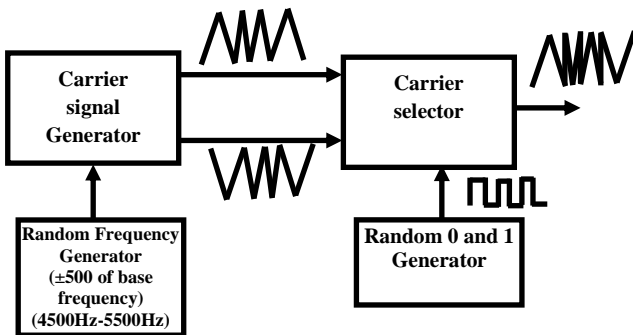 Carrier
signal
Generator
Carrier
selector
Random Frequency
Generator
(±500 of base
frequency)
(4500Hz-5500Hz)
Random 0 and 1
Generator